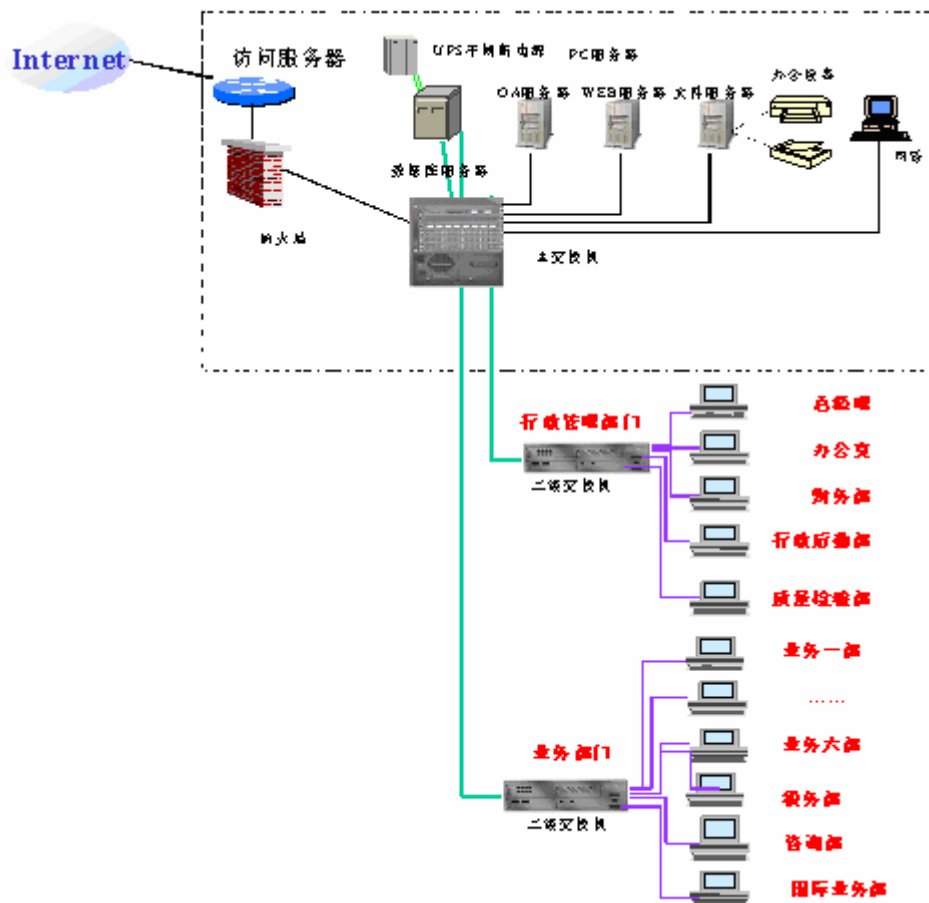 Internet
访问服务器
UPS不间断电源
PC服务器
OA服务器
WEB服务器
文件服务器
办公设备
数据库服务器
防火墙
主交换机
网络
行政管理部门
二级交换机
总经理
办公室
财务部
行政后勤部
质量检验部
业务一部
……
业务部门
二级交换机
业务六部
税务部
咨询部
国际业务部